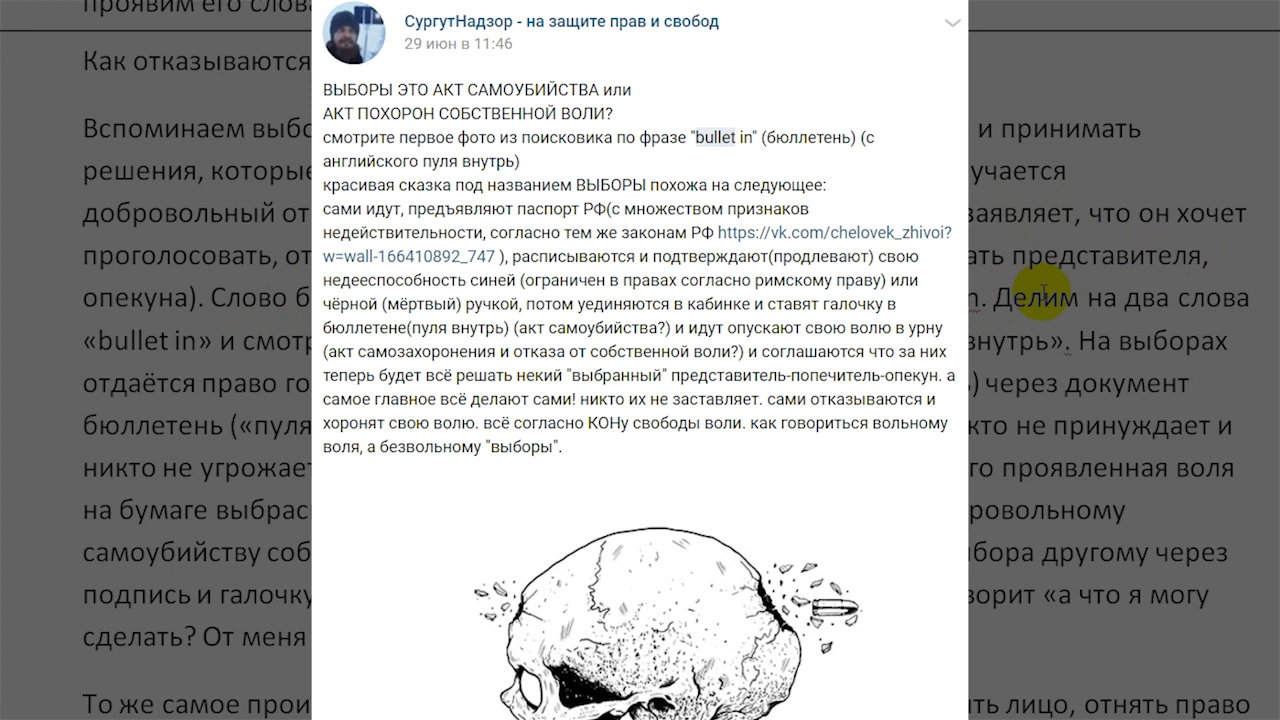 проявим его слова
Как отказываются
Вспоминаем выбо
решения, которые
добровольный от
проголосовать, от
опекуна). Слово б
«bullet in» и смотр
отдаётся право го
бюллетень («пуля
никто не угрожает
на бумаге выбрас
самоубийству соб
подпись и галочку
сделать? От меня
То же самое прои
СургутНадзор - на защите прав и свобод
29 июн в 11:46
ВЫБОРЫ ЭТО АКТ САМОУБИЙСТВА или
АКТ ПОХОРОН СОБСТВЕННОЙ ВОЛИ?
смотрите первое фото из поисковика по фразе "bullet in" (бюллетень) (с
английского пуля внутрь)
красивая сказка под названием ВЫБОРЫ похожа на следующее:
сами идут, предъявляют паспорт РФ(с множеством признаков
недействительности, согласно тем же законам РФ https://vk.com/chelovek_zhivoi?
w=wall-166410892_747 ), расписываются и подтверждают(продлевают) свою
недееспособность синей (ограничен в правах согласно римскому праву) или
чёрной (мёртвый) ручкой, потом уединяются в кабинке и ставят галочку в
бюллетене(пуля внутрь) (акт самоубийства?) и идут опускают свою волю в урну
(акт самозахоронения и отказа от собственной воли?) и соглашаются что за них
теперь будет всё решать некий "выбранный" представитель-попечитель-опекун. а
самое главное всё делают сами! никто их не заставляет. сами отказываются и
хоронят свою волю. всё согласно КОНу свободы воли. как говориться вольному
воля, а безвольному "выборы".
и принимать
учается
заявляет, что он хочет
ать представителя,
n. Делим на два слова
внутрь». На выборах
) через документ
кто не принуждает и
го проявленная воля
ровольному
ыбора другому через
ворит «а что я могу
ть лицо, отнять право